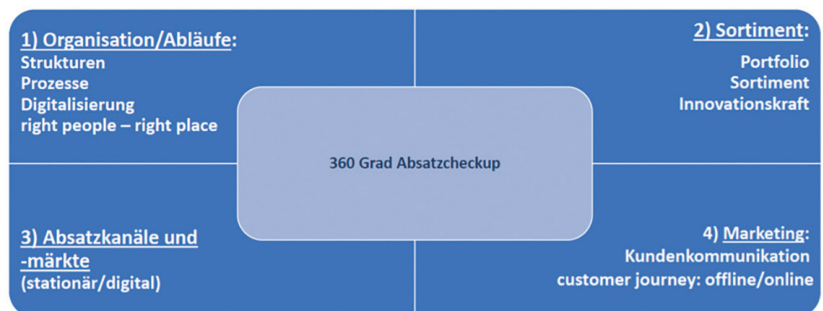 1) Organisation/Abläufe:
Strukturen
Prozesse
Digitalisierung
right people – right place
2) Sortiment:
Portfolio
Sortiment
Innovationskraft
360 Grad Absatzcheckup
3) Absatzkanäle und
-märkte
(stationär/digital)
4) Marketing:
Kundenkommunikation
customer journey: offline/online